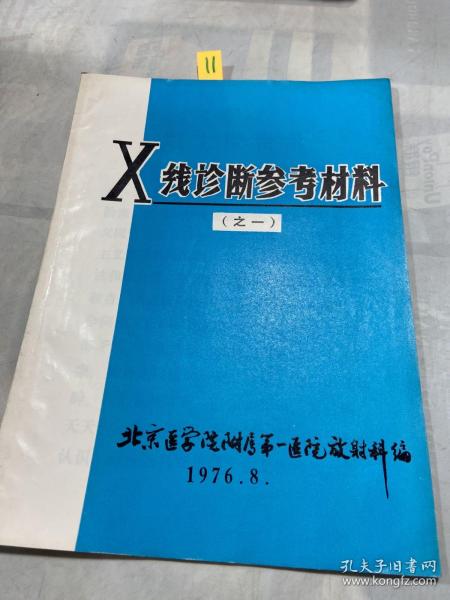 11
X线诊断参考材料
（之一）
北京医学院附属第一医院放射科编
1976.8.
孔夫子旧书网
www.kongfz.com